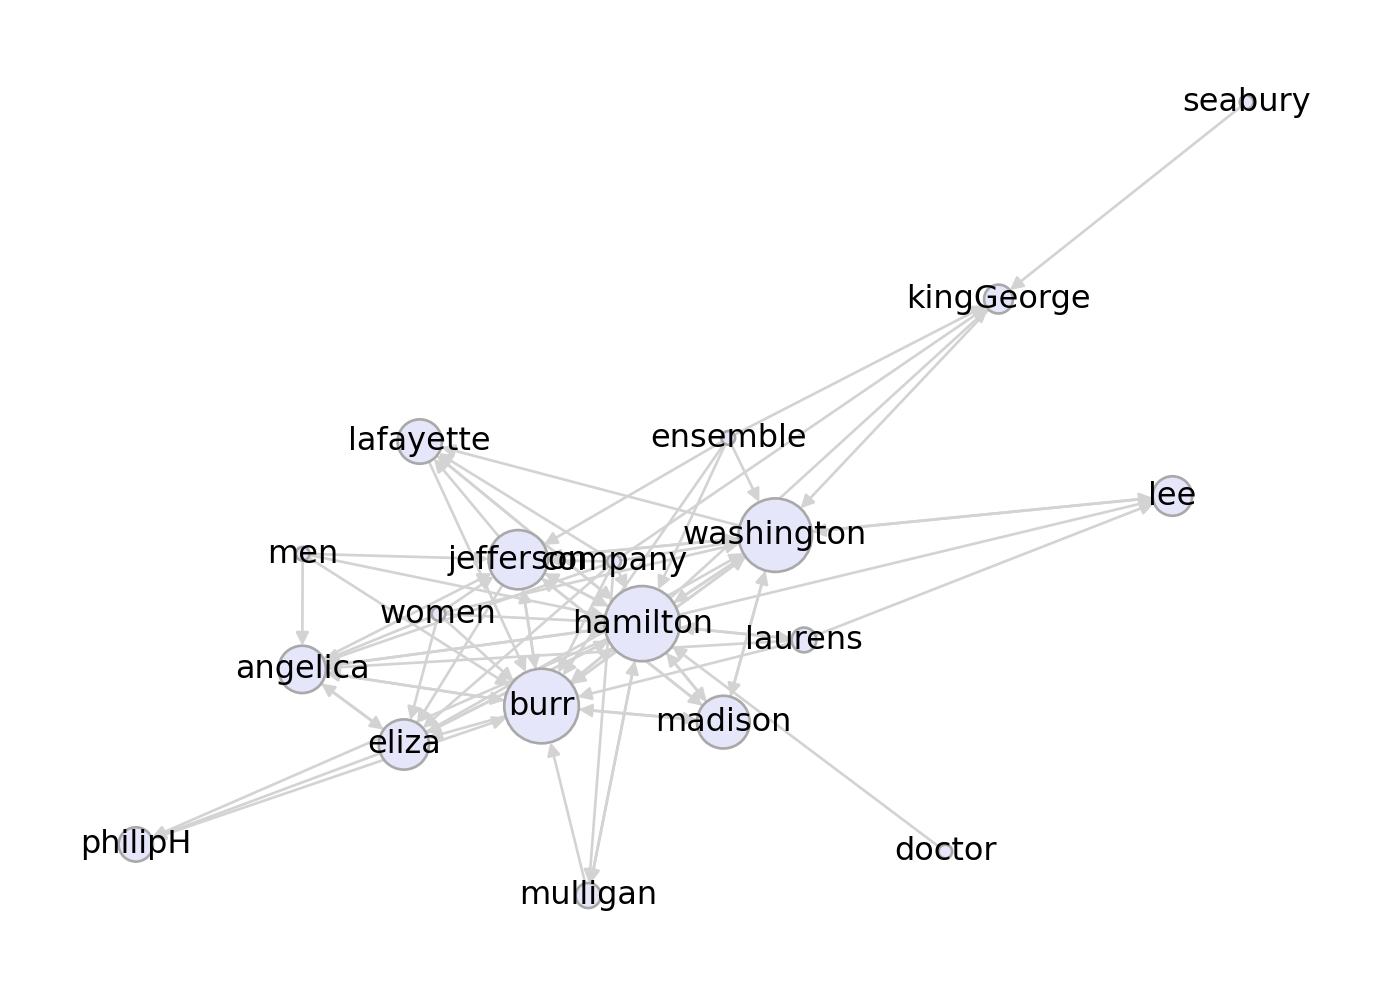 seabury
kingGeorge
lafayette
ensemble
lee
washington
men
jefferson
company
women
hamilton
laurens
angelica
burr
madison
eliza
philipH
doctor
mulligan